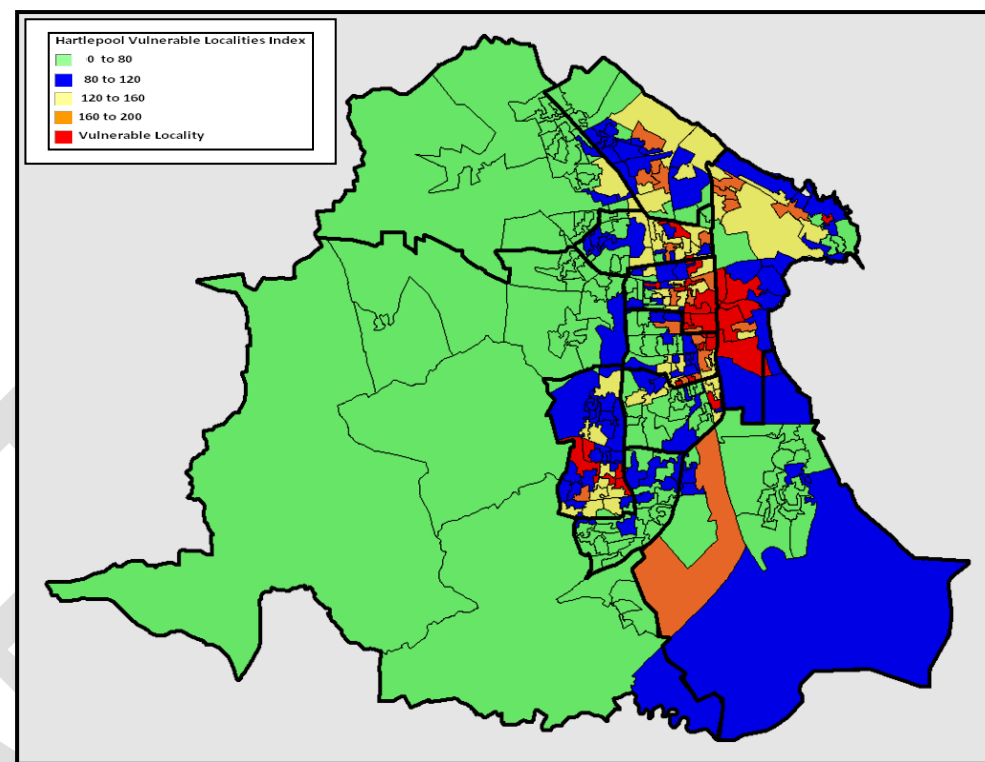 Hartlepool Vulnerable Localities Index
0 to 80
80 to 120
120 to 160
160 to 200
Vulnerable Locality